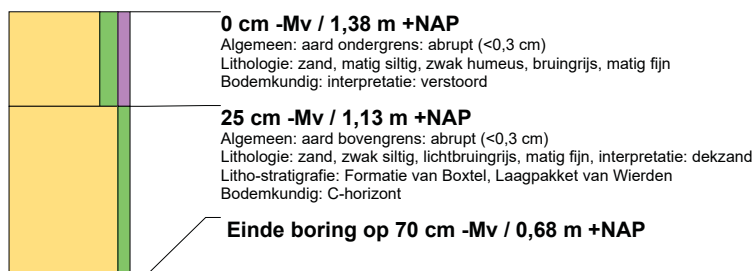 0 cm -Mv / 1,38 m +NAP
Algemeen: aard ondergrens: abrupt (<0,3 cm)
Lithologie: zand, matig siltig, zwak humeus, bruingrijs, matig fijn
Bodemkundig: interpretatie: verstoord
25 cm -Mv / 1,13 m +NAP
Algemeen: aard bovengrens: abrupt (<0,3 cm)
Lithologie: zand, zwak siltig, lichtbruingrijs, matig fijn, interpretatie: dekzand
Litho-stratigrafie: Formatie van Boxtel, Laagpakket van Wierden
Bodemkundig: C-horizont
Einde boring op 70 cm -Mv / 0,68 m +NAP